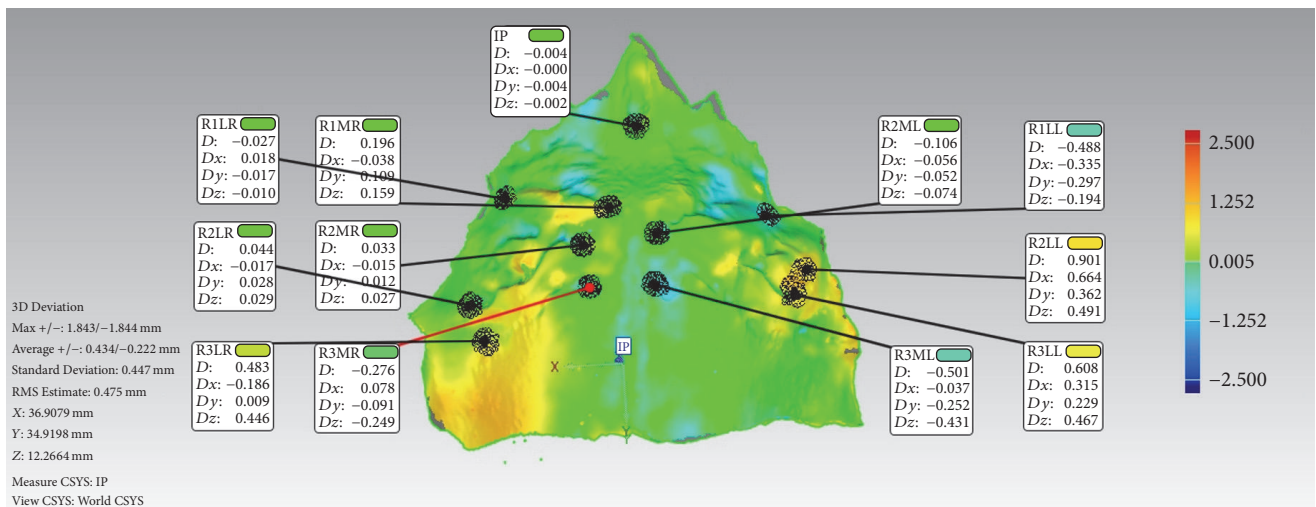 IP
D: −0.004
Dx: −0.000
Dy: −0.004
Dz: −0.002
R1LR
D: −0.027
Dx: 0.018
Dy: −0.017
Dz: −0.010
R1MR
D: 0.196
Dx: −0.038
Dy: 0.109
Dz: 0.159
R2ML
D: −0.106
Dx: −0.056
Dy: −0.052
Dz: −0.074
R1LL
D: −0.488
Dx: −0.335
Dy: −0.297
Dz: −0.194
R2LR
D: 0.044
Dx: −0.017
Dy: 0.028
Dz: 0.029
R2MR
D: 0.033
Dx: −0.015
Dy: 0.012
Dz: 0.027
R2LL
D: 0.901
Dx: 0.664
Dy: 0.362
Dz: 0.491
R3LR
D: 0.483
Dx: −0.186
Dy: 0.009
Dz: 0.446
R3MR
D: −0.276
Dx: 0.078
Dy: −0.091
Dz: −0.249
R3ML
D: −0.501
Dx: −0.037
Dy: −0.252
Dz: −0.431
R3LL
D: 0.608
Dx: 0.315
Dy: 0.229
Dz: 0.467
IP
X
Y
2.500
1.252
0.005
−1.252
−2.500
3D Deviation
Max +/−: 1.843/−1.844 mm
Average +/−: 0.434/−0.222 mm
Standard Deviation: 0.447 mm
RMS Estimate: 0.475 mm
X: 36.9079 mm
Y: 34.9198 mm
Z: 12.2664 mm
Measure CSYS: IP
View CSYS: World CSYS